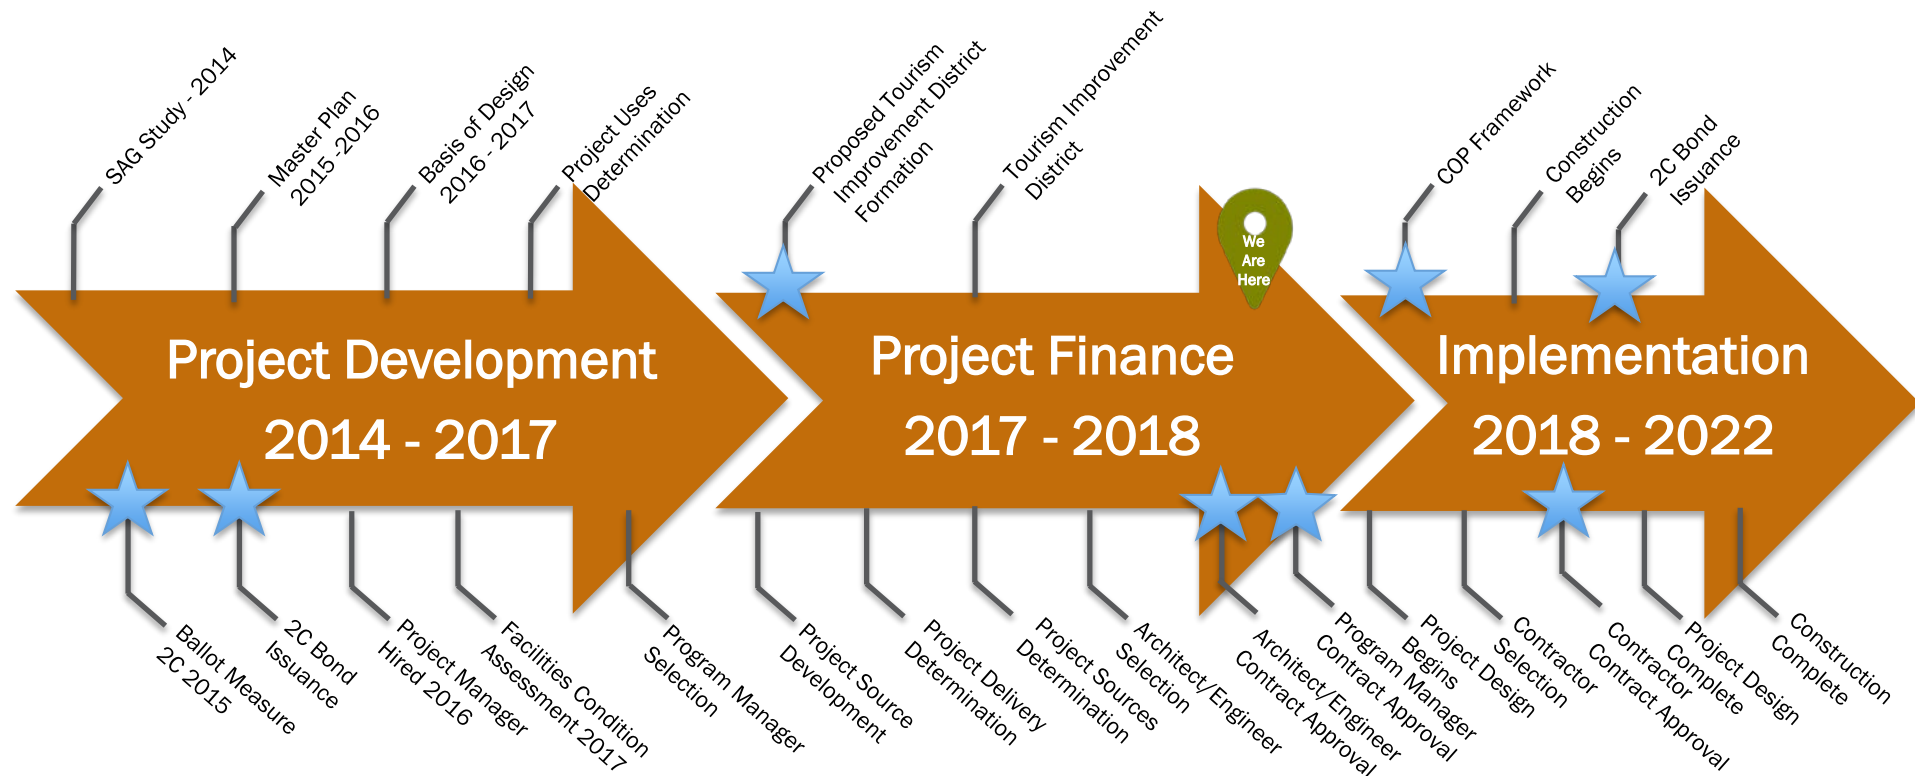 SAG Study - 2014
Master Plan
2015 -2016
Basis of Design
2016 - 2017
Project Uses
Determination
Proposed Tourism
Improvement District
Formation
Tourism Improvement
District
COP Framework
Construction
Begins
2C Bond
Issuance
We
Are
Here
Project Development
2014 - 2017
Project Finance
2017 - 2018
Implementation
2018 - 2022
Ballot Measure
2C 2015
2C Bond
Issuance
Project Manager
Hired 2016
Facilities Condition
Assessment 2017
Program Manager
Selection
Project Source
Development
Project Delivery
Determination
Project Sources
Determination
Architect/Engineer
Selection
Architect/Engineer
Contract Approval
Program Manager
Contract Approval
Project Design
Begins
Contractor
Selection
Contractor
Contract Approval
Project Design
Complete
Construction
Complete